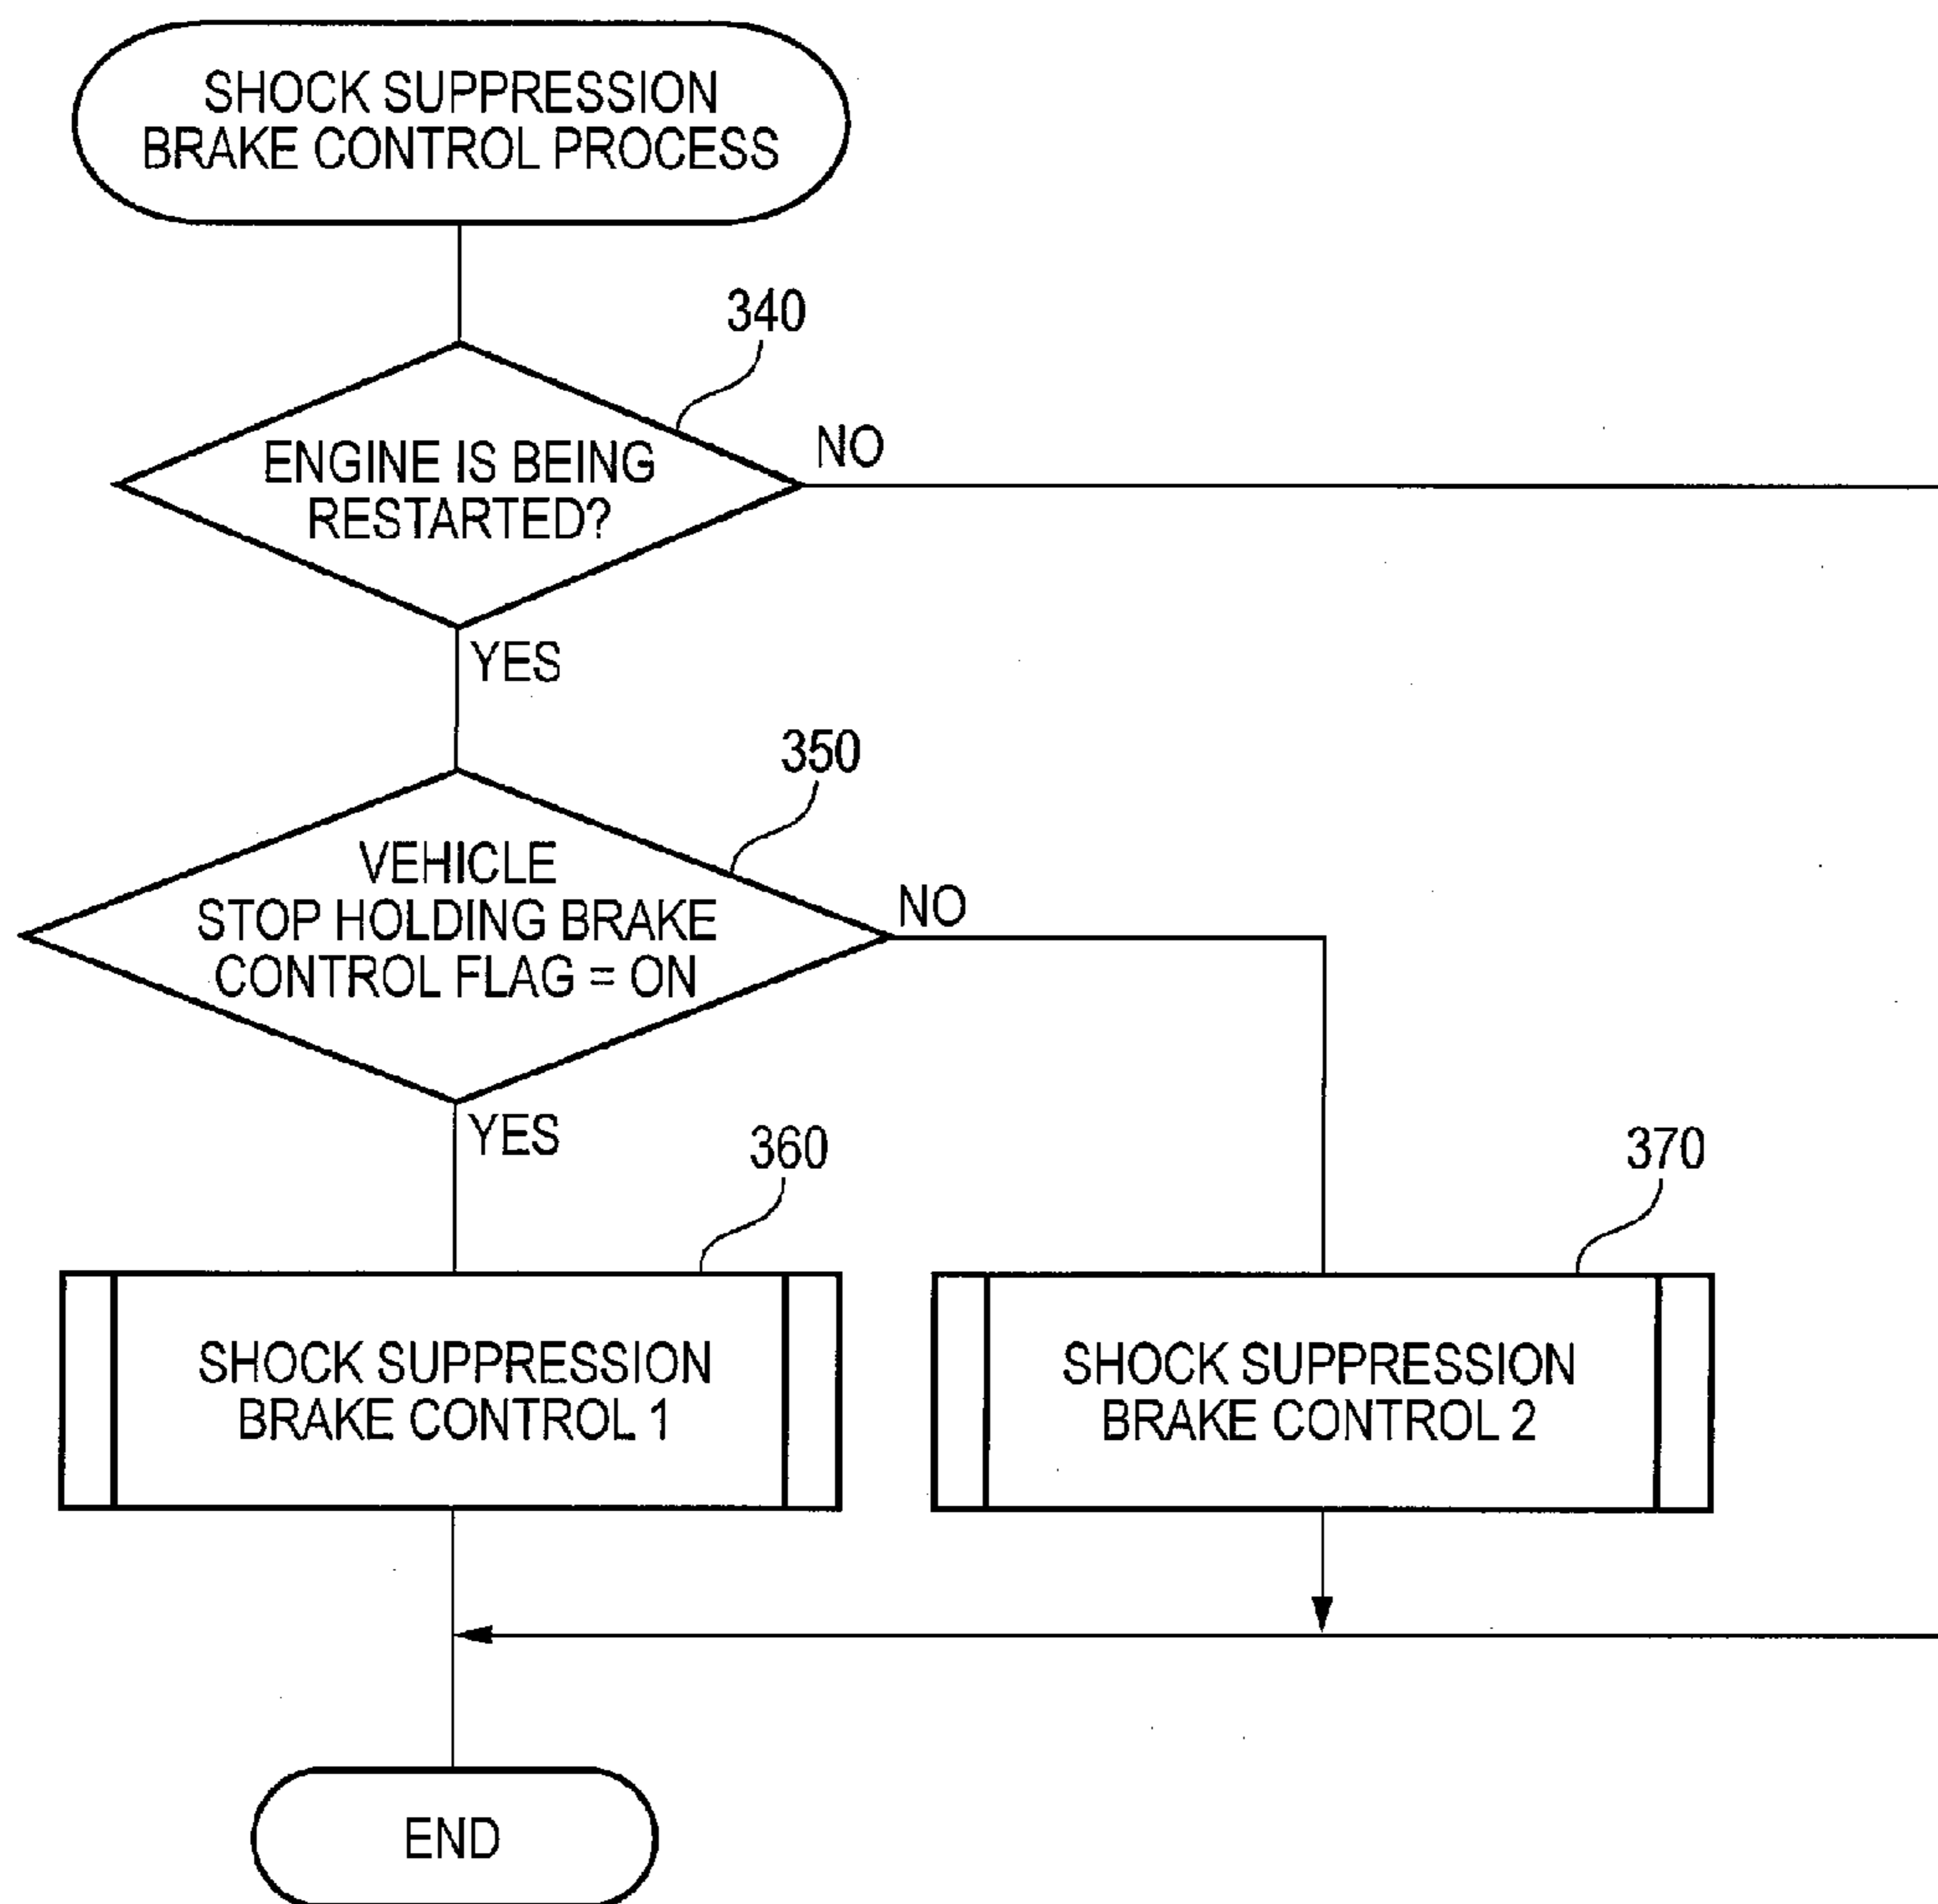 SHOCK SUPPRESSION
BRAKE CONTROL PROCESS
340
ENGINE IS BEING
RESTARTED?
NO
YES
350
VEHICLE
STOP HOLDING BRAKE
CONTROL FLAG = ON
NO
YES
360
370
SHOCK SUPPRESSION
BRAKE CONTROL 1
SHOCK SUPPRESSION
BRAKE CONTROL 2
END